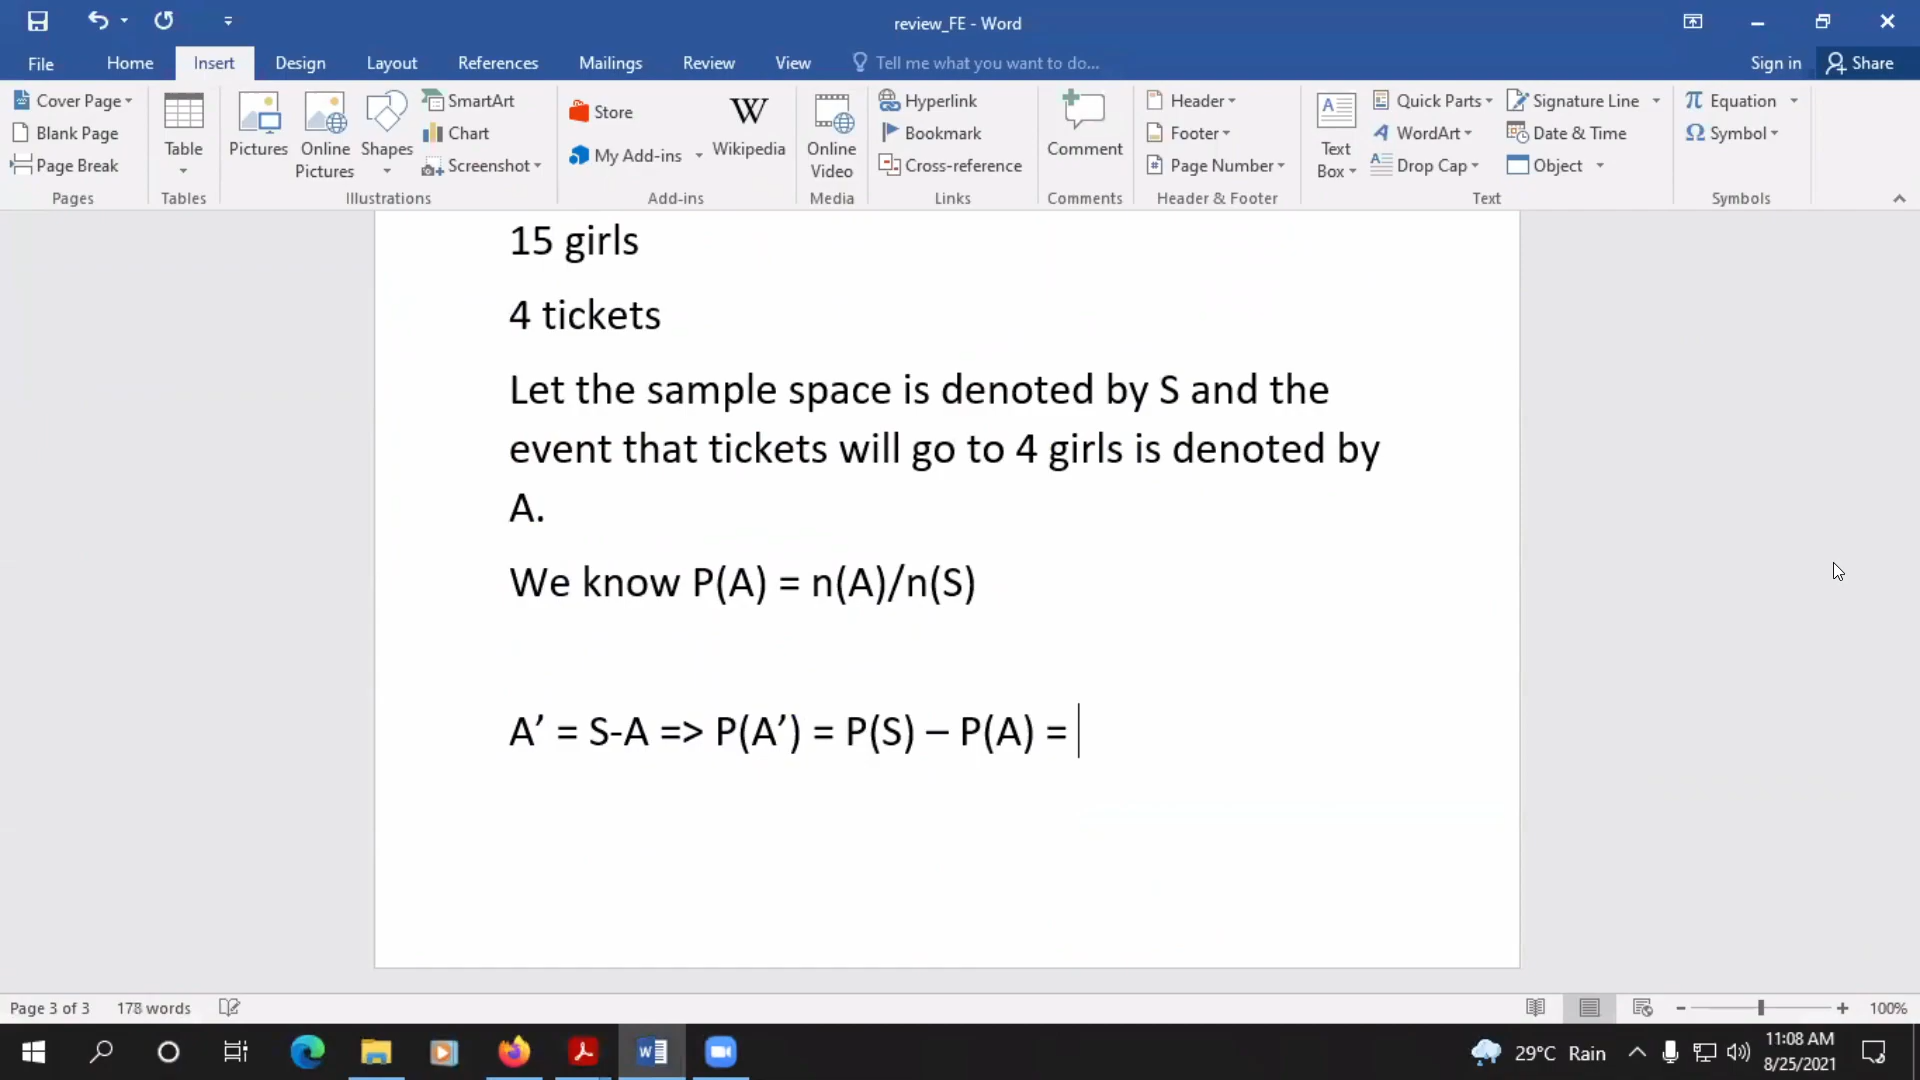 review_FE - Word
File Home Insert Design Layout References Mailings Review View Tell me what you want to do... Sign in Share
Cover Page
Blank Page
Page Break
Pages
Table
Tables
Pictures
Online Pictures
Shapes
SmartArt
Chart
Screenshot
Illustrations
Store
My Add-ins
W
Wikipedia
Add-ins
Online Video
Media
Hyperlink
Bookmark
Cross-reference
Links
Comment
Comments
Header
Footer
Page Number
Header & Footer
Text Box
Quick Parts
WordArt
Drop Cap
Signature Line
Date & Time
Object
Text
Equation
Symbol
Symbols
15 girls
4 tickets
Let the sample space is denoted by S and the
event that tickets will go to 4 girls is denoted by
A.
We know P(A) = n(A)/n(S)
A’ = S-A => P(A’) = P(S) – P(A) =
Page 3 of 3 178 words 100%
29°C Rain 11:08 AM
8/25/2021